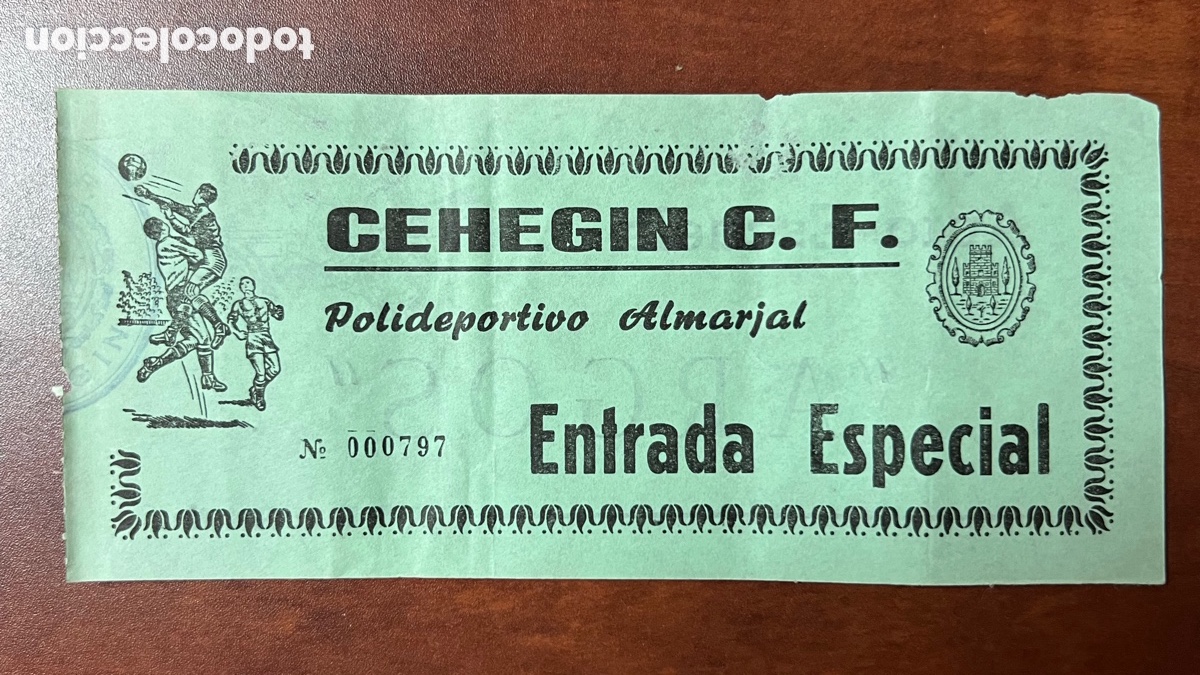 todocoleccion
CEHEGIN C. F.
Polideportivo Almarjal
Entrada Especial
№ 000797